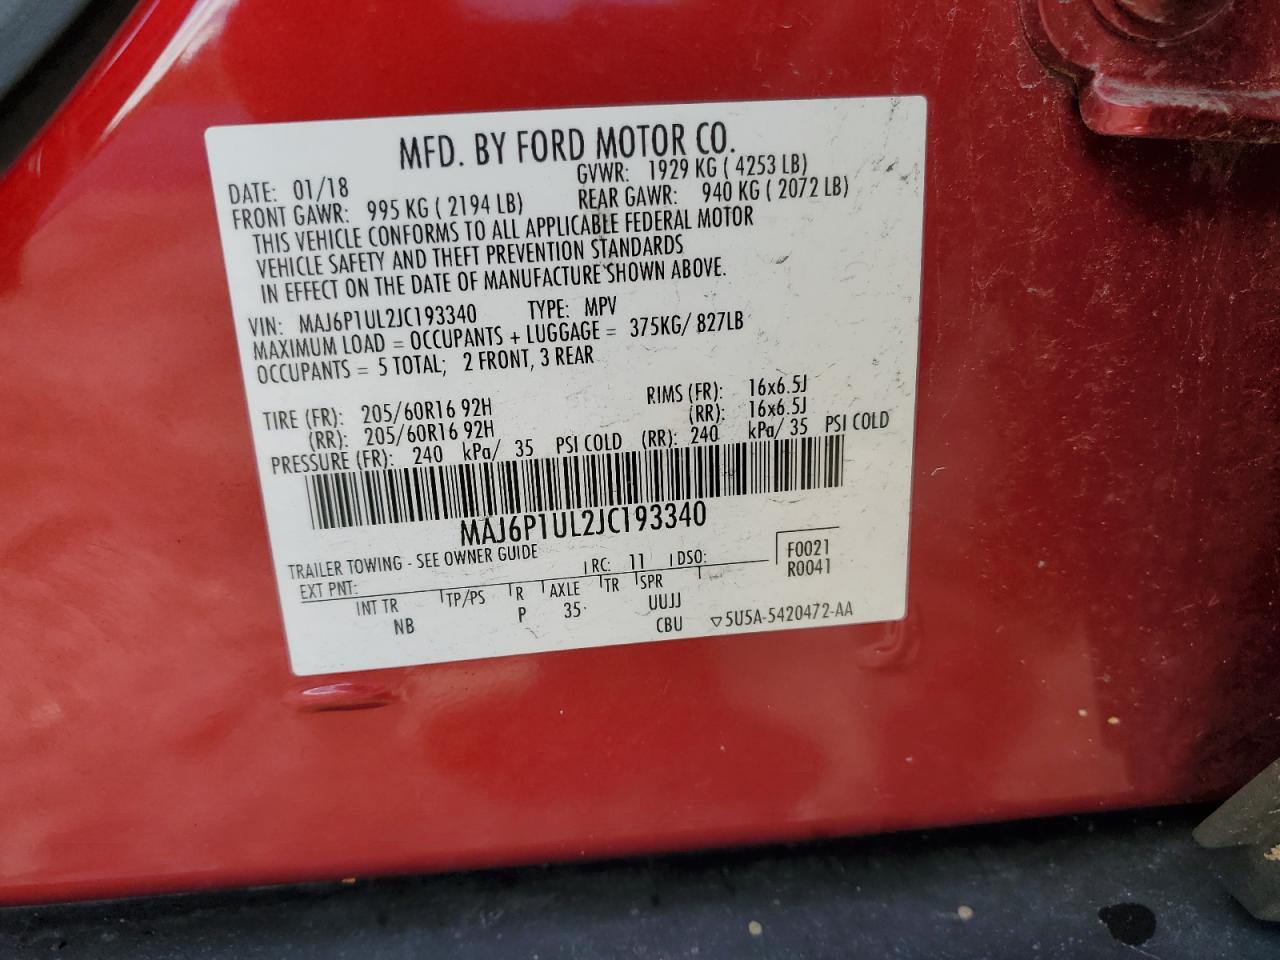 MFD. BY FORD MOTOR CO.
DATE: 01/18 GVWR: 1929 KG ( 4253 LB)
FRONT GAWR: 995 KG ( 2194 LB) REAR GAWR: 940 KG ( 2072 LB)
THIS VEHICLE CONFORMS TO ALL APPLICABLE FEDERAL MOTOR
VEHICLE SAFETY AND THEFT PREVENTION STANDARDS
IN EFFECT ON THE DATE OF MANUFACTURE SHOWN ABOVE.
VIN: MAJ6P1UL2JC193340 TYPE: MPV
MAXIMUM LOAD = OCCUPANTS + LUGGAGE = 375KG/ 827LB
OCCUPANTS = 5 TOTAL; 2 FRONT, 3 REAR
TIRE (FR): 205/60R16 92H RIMS (FR): 16x6.5J
(RR): 205/60R16 92H (RR): 16x6.5J
PRESSURE (FR): 240 kPa/ 35 PSI COLD (RR): 240 kPa/ 35 PSI COLD
MAJ6P1UL2JC193340
TRAILER TOWING - SEE OWNER GUIDE
EXT PNT: RC: 11 DSO: F0021
R0041
INT TR TP/PS R AXLE TR SPR
NB P 35 UUJJ
CBU ▽5U5A-5420472-AA